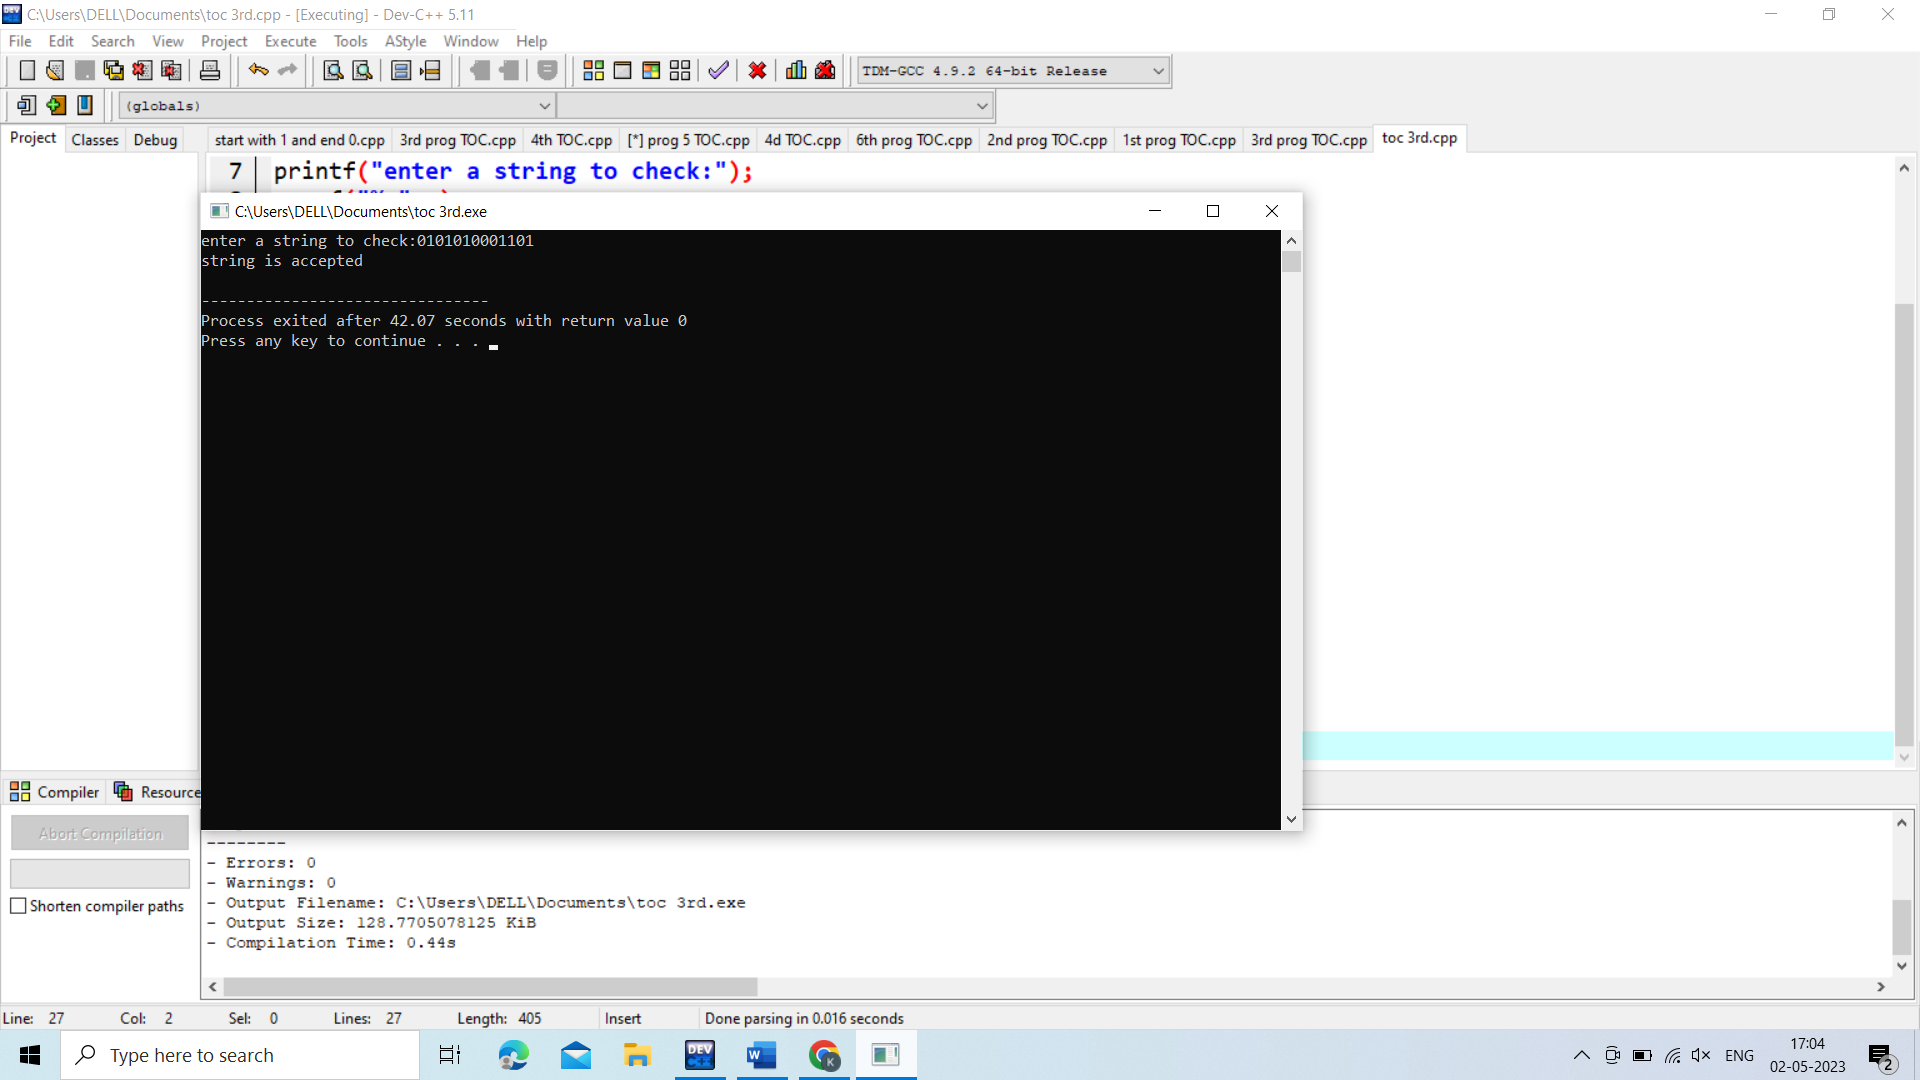 C:\Users\DELL\Documents\toc 3rd.cpp - [Executing] - Dev-C++ 5.11
File Edit Search View Project Execute Tools AStyle Window Help
TDM-GCC 4.9.2 64-bit Release
(globals)
Project Classes Debug start with 1 and end 0.cpp 3rd prog TOC.cpp 4th TOC.cpp [*] prog 5 TOC.cpp 4d TOC.cpp 6th prog TOC.cpp 2nd prog TOC.cpp 1st prog TOC.cpp 3rd prog TOC.cpp toc 3rd.cpp
7 printf("enter a string to check:");
C:\Users\DELL\Documents\toc 3rd.exe
enter a string to check:0101010001101
string is accepted
--------------------------------
Process exited after 42.07 seconds with return value 0
Press any key to continue . . .
Compiler Resource
Abort Compilation
Shorten compiler paths
--------
- Errors: 0
- Warnings: 0
- Output Filename: C:\Users\DELL\Documents\toc 3rd.exe
- Output Size: 128.7705078125 KiB
- Compilation Time: 0.44s
Line: 27 Col: 2 Sel: 0 Lines: 27 Length: 405 Insert Done parsing in 0.016 seconds
Type here to search
DEV C++
W
K
ENG
17:04
02-05-2023
2